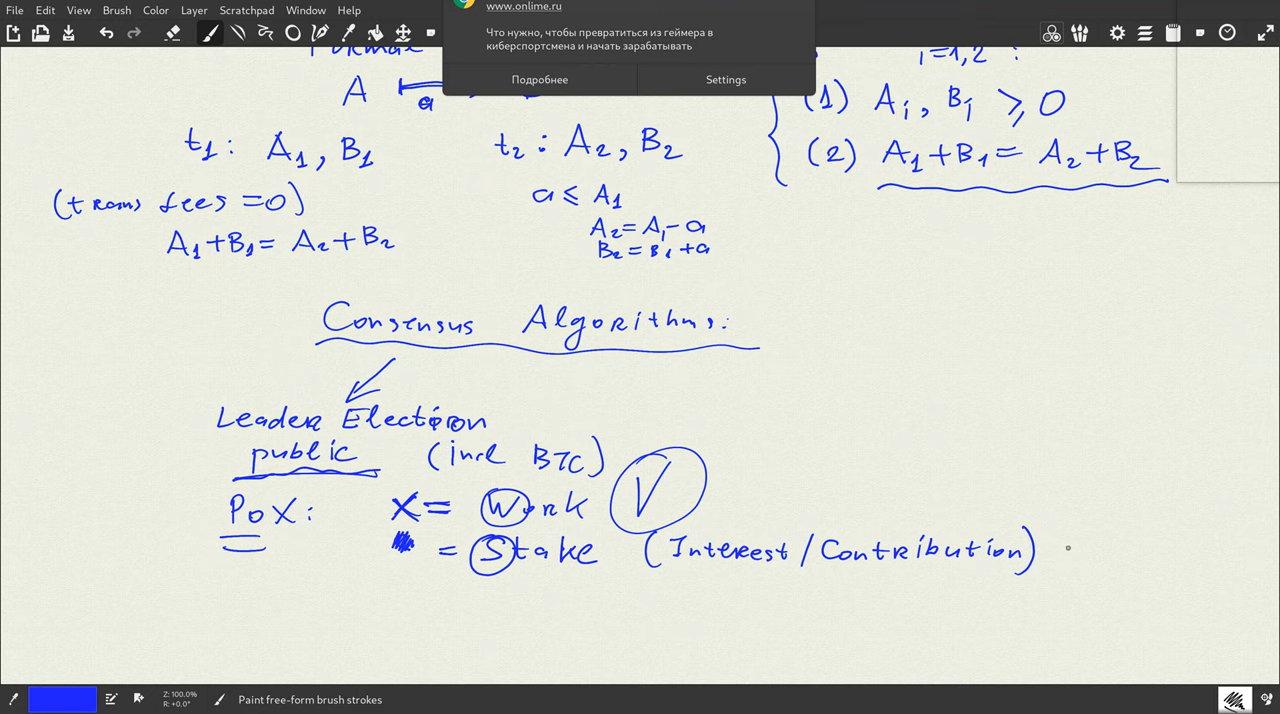 File Edit View Brush Color Layer Scratchpad Window Help
www.onlime.ru
Что нужно, чтобы превратиться из геймера в
киберспортсмена и начать зарабатывать
Подробнее Settings
i=1,2 :
A a
(1) Ai, Bi ⩾ 0
t1: A1, B1 t2: A2, B2
(2) A1+B1= A2+B2
(trans fees =0)
a ≤ A1
A1+B1= A2+B2
A2= A1-a
B2= B1+a
Consensus Algorithms:
Leader Election
public (incl BTC)
PoX: X= Work V
= Stake (Interest/Contribution)
Z: 100.0%
R: +0.0°
Paint free-form brush strokes